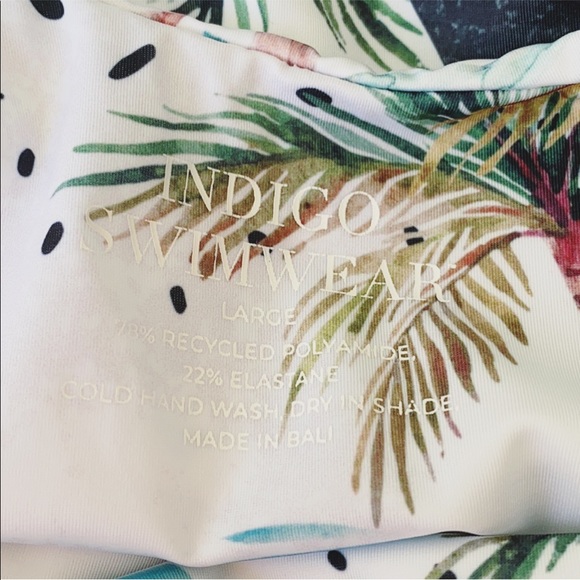 INDIGO
SWIMWEAR
LARGE
78% RECYCLED POLYAMIDE,
22% ELASTANE
COLD HAND WASH, DRY IN SHADE.
MADE IN BALI